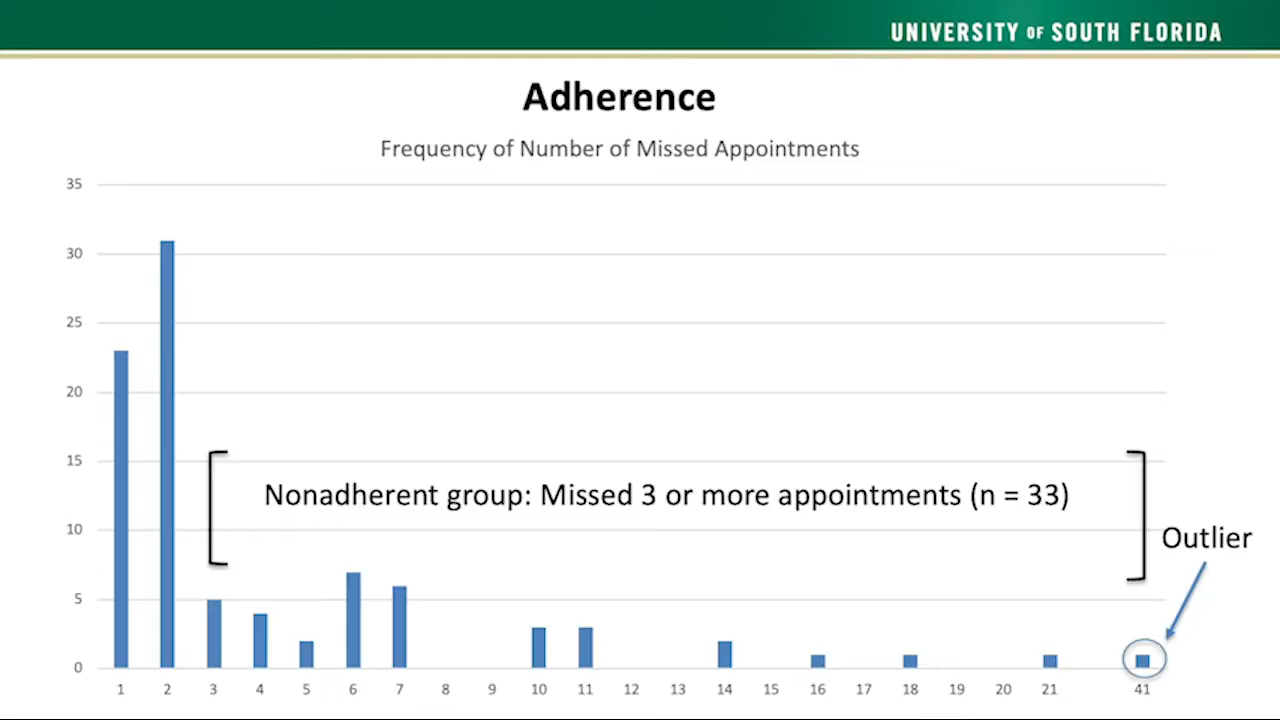 UNIVERSITY OF SOUTH FLORIDA
Adherence
Frequency of Number of Missed Appointments
35
30
25
20
15
10
5
0
Nonadherent group: Missed 3 or more appointments (n = 33)
Outlier
1 2 3 4 5 6 7 8 9 10 11 12 13 14 15 16 17 18 19 20 21 41